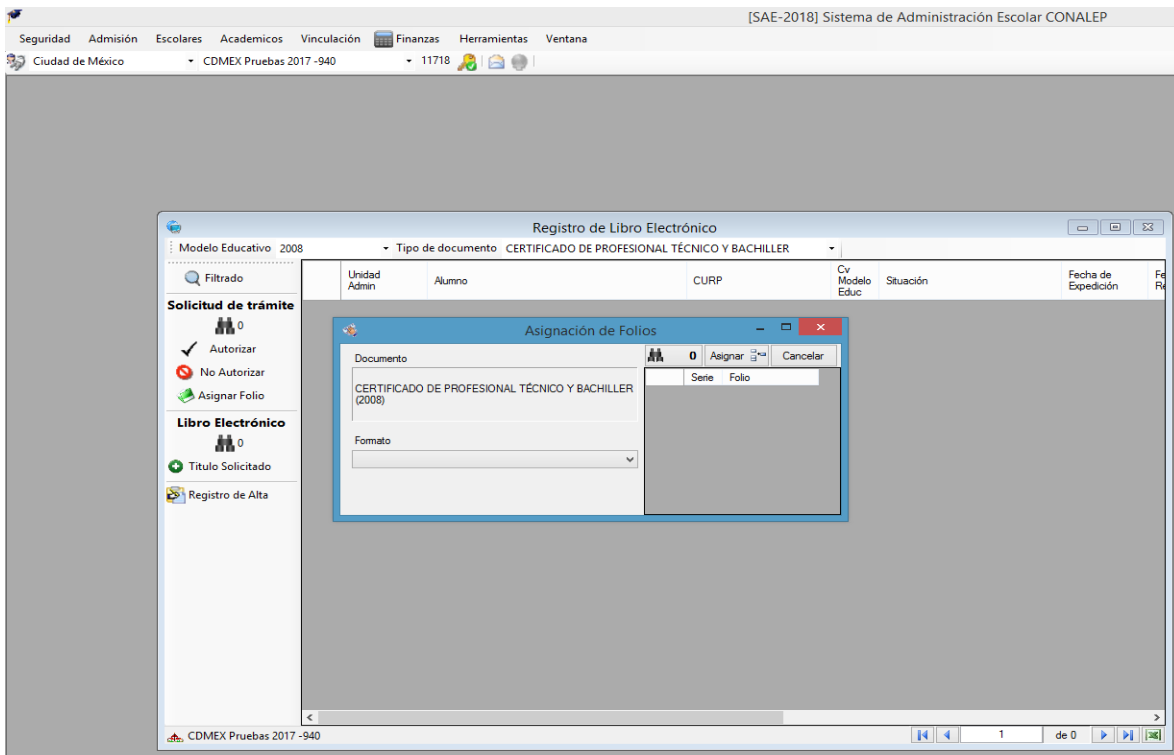 [SAE-2018] Sistema de Administración Escolar CONALEP
Seguridad Admisión Escolares Academicos Vinculación Finanzas Herramientas Ventana
Ciudad de México CDMEX Pruebas 2017 -940 11718
Registro de Libro Electrónico
Modelo Educativo 2008 Tipo de documento CERTIFICADO DE PROFESIONAL TÉCNICO Y BACHILLER
Filtrado
Solicitud de trámite
0
Autorizar
No Autorizar
Asignar Folio
Libro Electrónico
0
Titulo Solicitado
Registro de Alta
Unidad Admin Alumno CURP Cv Modelo Educ Situación Fecha de Expedición Fe Re
Asignación de Folios
Documento
CERTIFICADO DE PROFESIONAL TÉCNICO Y BACHILLER
(2008)
Formato
0 Asignar Cancelar
Serie Folio
CDMEX Pruebas 2017 -940 1 de 0